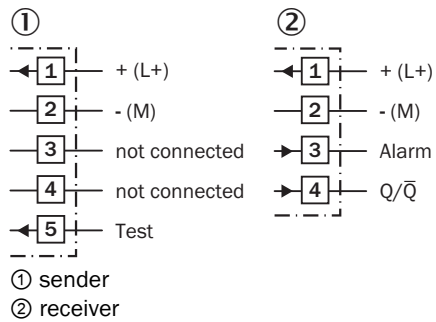 ① ②
1 + (L+)
2 - (M)
3 not connected
4 not connected
5 Test
1 + (L+)
2 - (M)
3 Alarm
4 Q/Q̅
① sender
② receiver